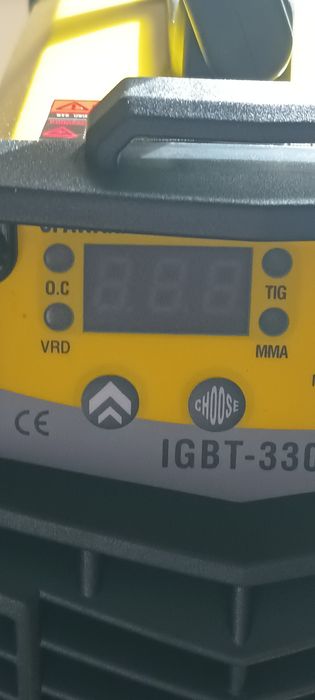 O.C
TIG
VRD
MMA
CHOOSE
CE
IGBT-330